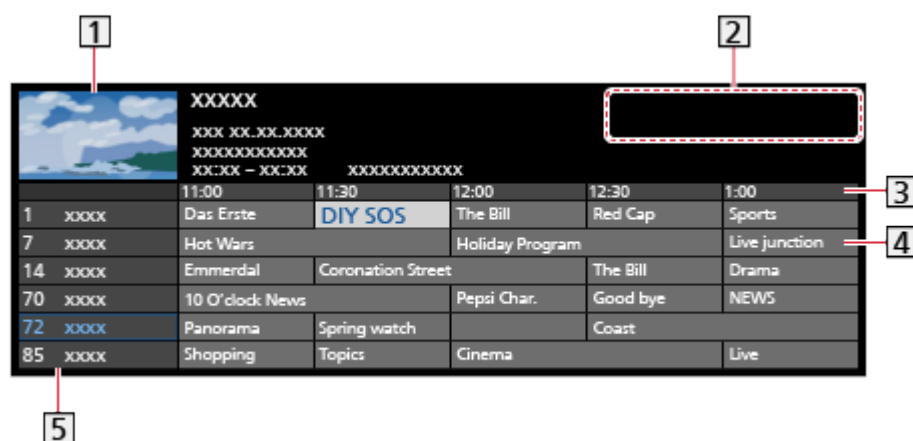 1 2
XXXXX
xxx xx.xx.xxxx
xxxxxxxxxxx
xx:xx – xx:xx xxxxxxxxxxx
11:00 11:30 12:00 12:30 1:00 3
1 xxxx Das Erste DIY SOS The Bill Red Cap Sports
7 xxxx Hot Wars Holiday Program Live junction 4
14 xxxx Emmerdal Coronation Street The Bill Drama
70 xxxx 10 O'clock News Pepsi Char. Good bye NEWS
72 xxxx Panorama Spring watch Coast
85 xxxx Shopping Topics Cinema Live
5